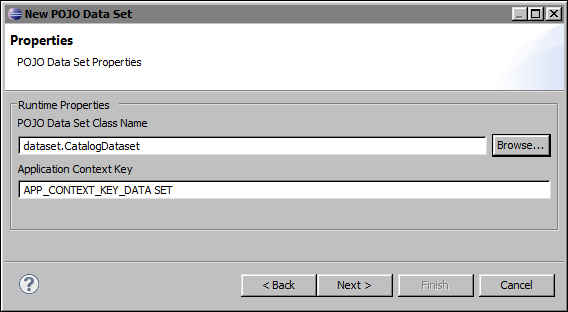 New POJO Data Set
Properties
POJO Data Set Properties
Runtime Properties
POJO Data Set Class Name
dataset.CatalogDataset
Browse...
Application Context Key
APP_CONTEXT_KEY_DATA SET
?
< Back
Next >
Finish
Cancel